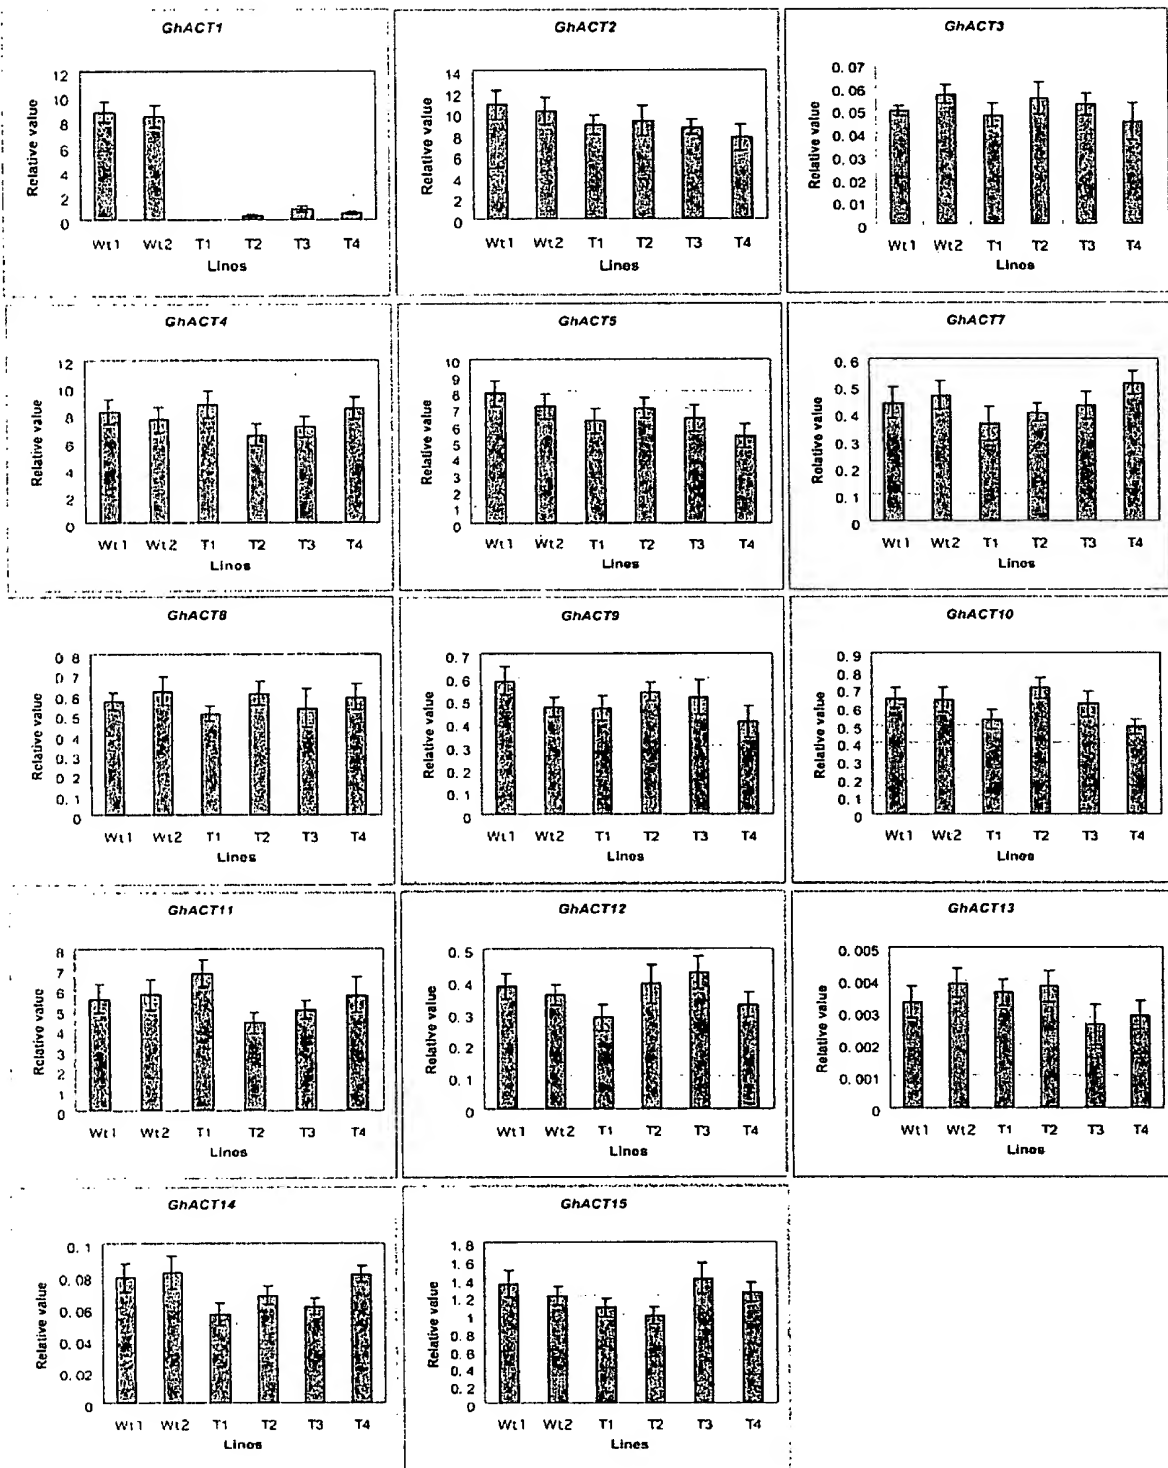 GhACT1
12
10
8
6
4
2
0
Relative value
Wt1 Wt2 T1 T2 T3 T4
Lines
GhACT2
14
12
10
8
6
4
2
0
Relative value
Wt1 Wt2 T1 T2 T3 T4
Lines
GhACT3
0.07
0.06
0.05
0.04
0.03
0.02
0.01
0
Relative value
Wt1 Wt2 T1 T2 T3 T4
Lines
GhACT4
12
10
8
6
4
2
0
Relative value
Wt1 Wt2 T1 T2 T3 T4
Lines
GhACT5
10
9
8
7
6
5
4
3
2
1
0
Relative value
Wt1 Wt2 T1 T2 T3 T4
Lines
GhACT7
0.6
0.5
0.4
0.3
0.2
0.1
0
Relative value
Wt1 Wt2 T1 T2 T3 T4
Lines
GhACT8
0.8
0.7
0.6
0.5
0.4
0.3
0.2
0.1
0
Relative value
Wt1 Wt2 T1 T2 T3 T4
Lines
GhACT9
0.7
0.6
0.5
0.4
0.3
0.2
0.1
0
Relative value
Wt1 Wt2 T1 T2 T3 T4
Lines
GhACT10
0.9
0.8
0.7
0.6
0.5
0.4
0.3
0.2
0.1
0
Relative value
Wt1 Wt2 T1 T2 T3 T4
Lines
GhACT11
8
7
6
5
4
3
2
1
0
Relative value
Wt1 Wt2 T1 T2 T3 T4
Lines
GhACT12
0.5
0.4
0.3
0.2
0.1
0
Relative value
Wt1 Wt2 T1 T2 T3 T4
Lines
GhACT13
0.005
0.004
0.003
0.002
0.001
0
Relative value
Wt1 Wt2 T1 T2 T3 T4
Lines
GhACT14
0.1
0.08
0.06
0.04
0.02
0
Relative value
Wt1 Wt2 T1 T2 T3 T4
Lines
GhACT15
1.8
1.6
1.4
1.2
1
0.8
0.6
0.4
0.2
0
Relative value
Wt1 Wt2 T1 T2 T3 T4
Lines